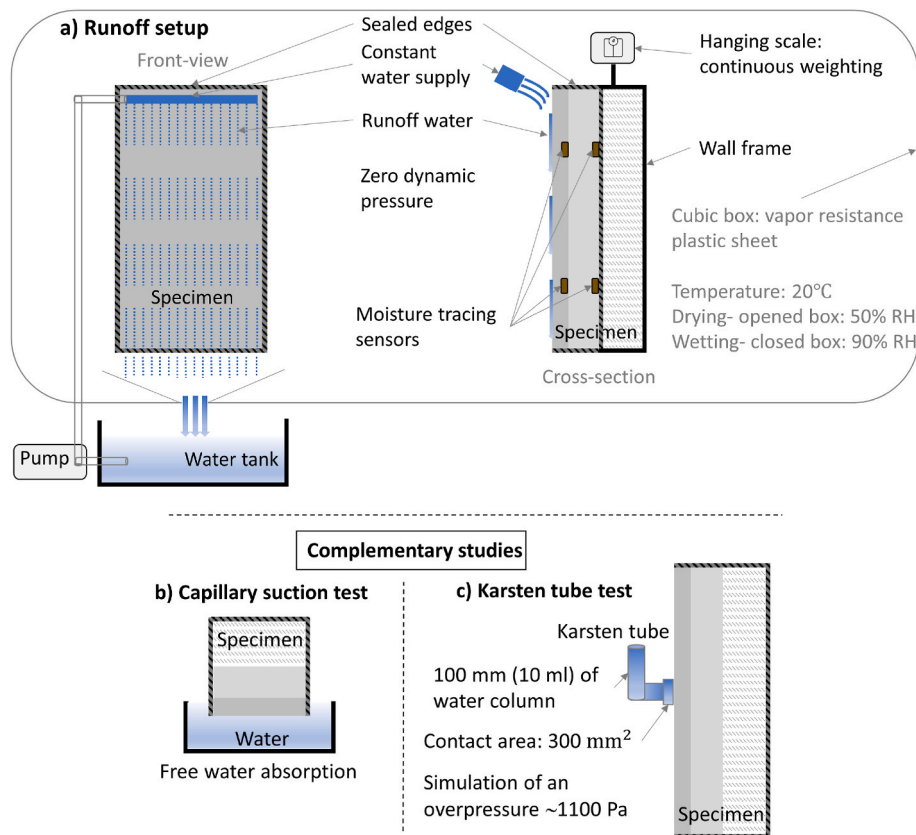 a) Runoff setup
Front-view
Sealed edges
Constant
water supply
Runoff water
Zero dynamic
pressure
Moisture tracing
sensors
Specimen
Hanging scale:
continuous weighting
Wall frame
Cubic box: vapor resistance
plastic sheet
Temperature: 20℃
Drying- opened box: 50% RH
Wetting- closed box: 90% RH
Specimen
Cross-section
Pump
Water tank
Complementary studies
b) Capillary suction test
Specimen
Water
Free water absorption
c) Karsten tube test
Karsten tube
100 mm (10 ml) of
water column
Contact area: 300 mm²
Simulation of an
overpressure ~1100 Pa
Specimen